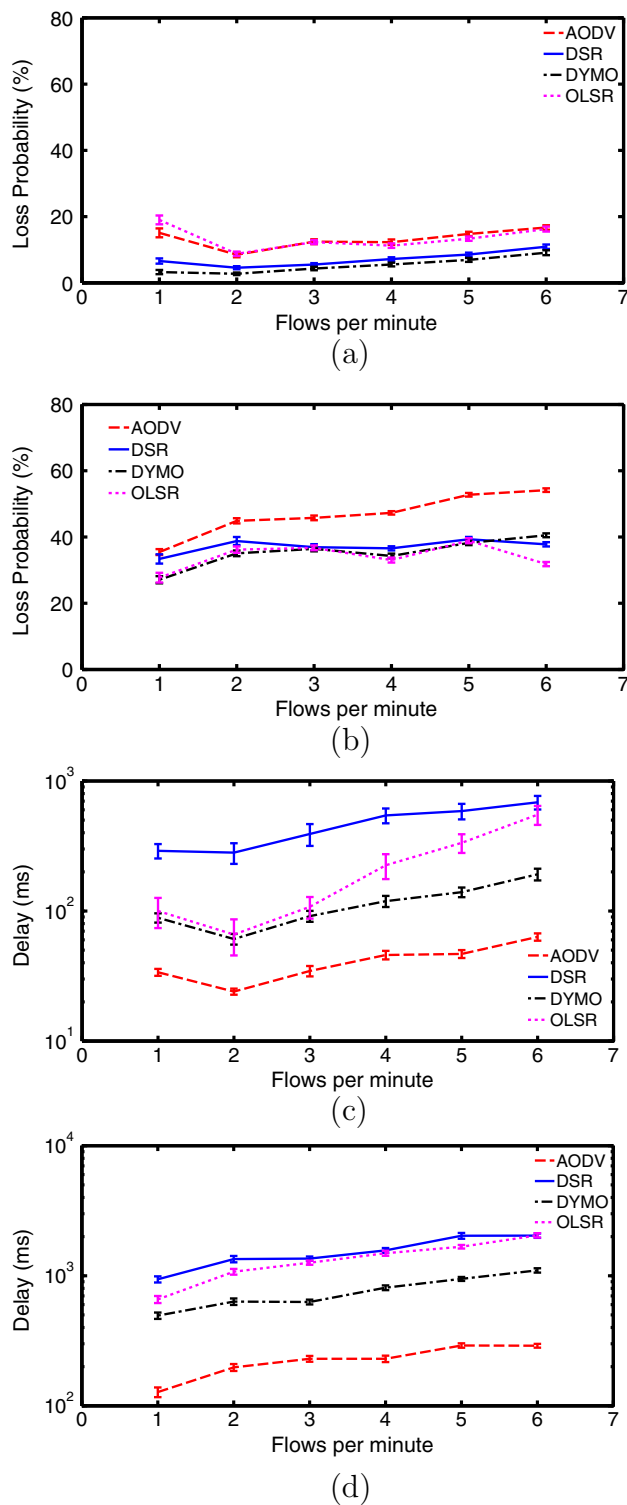 80
60
40
20
0
Loss Probability (%)
AODV
DSR
DYMO
OLSR
0 1 2 3 4 5 6 7
Flows per minute
(a)
80
60
40
20
0
Loss Probability (%)
AODV
DSR
DYMO
OLSR
0 1 2 3 4 5 6 7
Flows per minute
(b)
10³
10²
10¹
Delay (ms)
AODV
DSR
DYMO
OLSR
0 1 2 3 4 5 6 7
Flows per minute
(c)
10⁴
10³
10²
Delay (ms)
AODV
DSR
DYMO
OLSR
0 1 2 3 4 5 6 7
Flows per minute
(d)